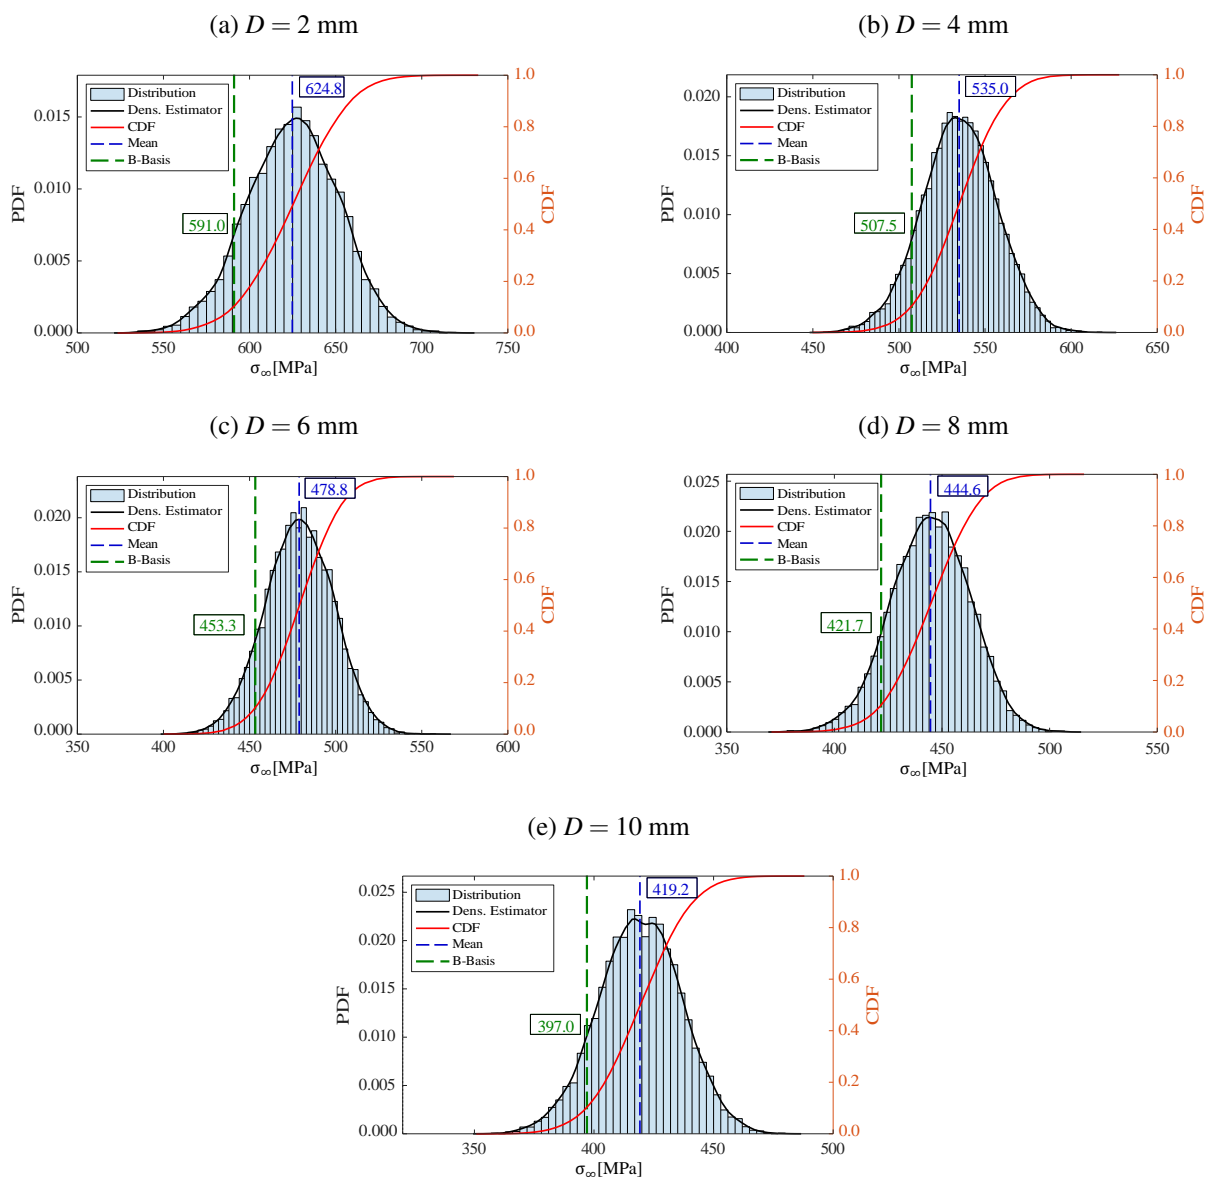 (a) D = 2 mm
0.015
0.010
0.005
0.000
PDF
Distribution
Dens. Estimator
CDF
Mean
B-Basis
624.8
591.0
1.0
0.8
0.6
0.4
0.2
0.0
CDF
500 550 600 650 700 750
σ∞[MPa]
(b) D = 4 mm
0.020
0.015
0.010
0.005
0.000
PDF
Distribution
Dens. Estimator
CDF
Mean
B-Basis
535.0
507.5
1.0
0.8
0.6
0.4
0.2
0.0
CDF
400 450 500 550 600 650
σ∞[MPa]
(c) D = 6 mm
0.020
0.015
0.010
0.005
0.000
PDF
Distribution
Dens. Estimator
CDF
Mean
B-Basis
478.8
453.3
1.0
0.8
0.6
0.4
0.2
0.0
CDF
350 400 450 500 550 600
σ∞[MPa]
(d) D = 8 mm
0.025
0.020
0.015
0.010
0.005
0.000
PDF
Distribution
Dens. Estimator
CDF
Mean
B-Basis
444.6
421.7
1.0
0.8
0.6
0.4
0.2
0.0
CDF
350 400 450 500 550
σ∞[MPa]
(e) D = 10 mm
0.025
0.020
0.015
0.010
0.005
0.000
PDF
Distribution
Dens. Estimator
CDF
Mean
B-Basis
419.2
397.0
1.0
0.8
0.6
0.4
0.2
0.0
CDF
350 400 450 500
σ∞[MPa]